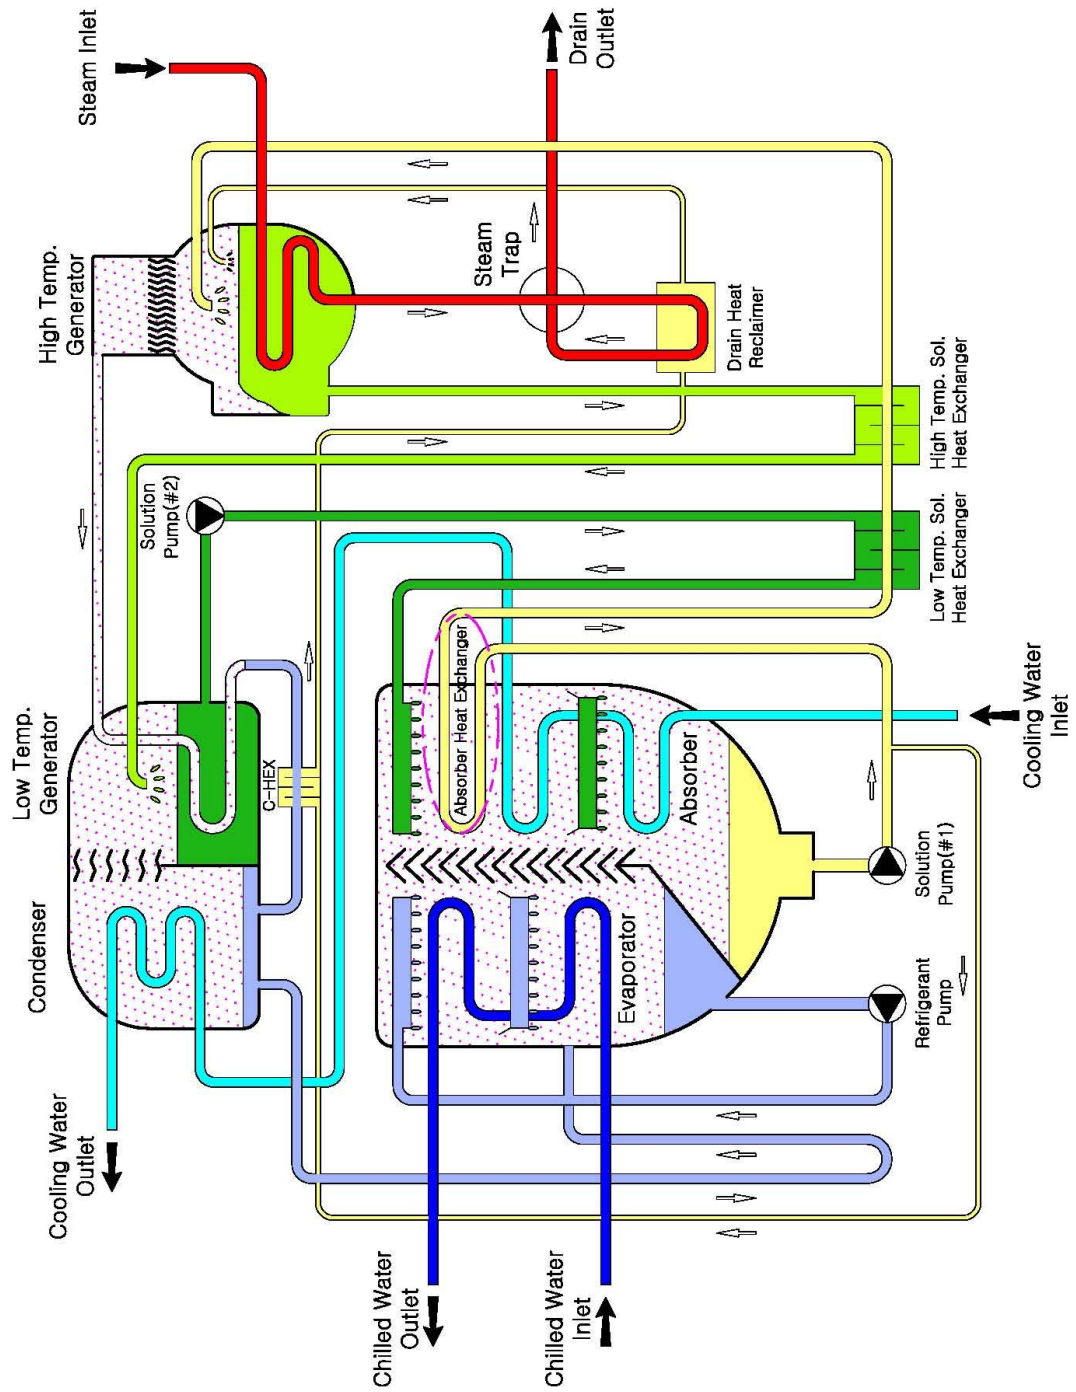 Steam Inlet
Drain
Outlet
High Temp.
Generator
Steam
Trap
Drain Heat
Reclaimer
High Temp. Sol.
Heat Exchanger
Solution
Pump(#2)
Low Temp. Sol.
Heat Exchanger
Low Temp.
Generator
C-HEX
Absorber Heat Exchanger
Absorber
Cooling Water
Inlet
Condenser
Evaporator
Solution
Pump(#1)
Refrigerant
Pump
Cooling Water
Outlet
Chilled Water
Outlet
Chilled Water
Inlet